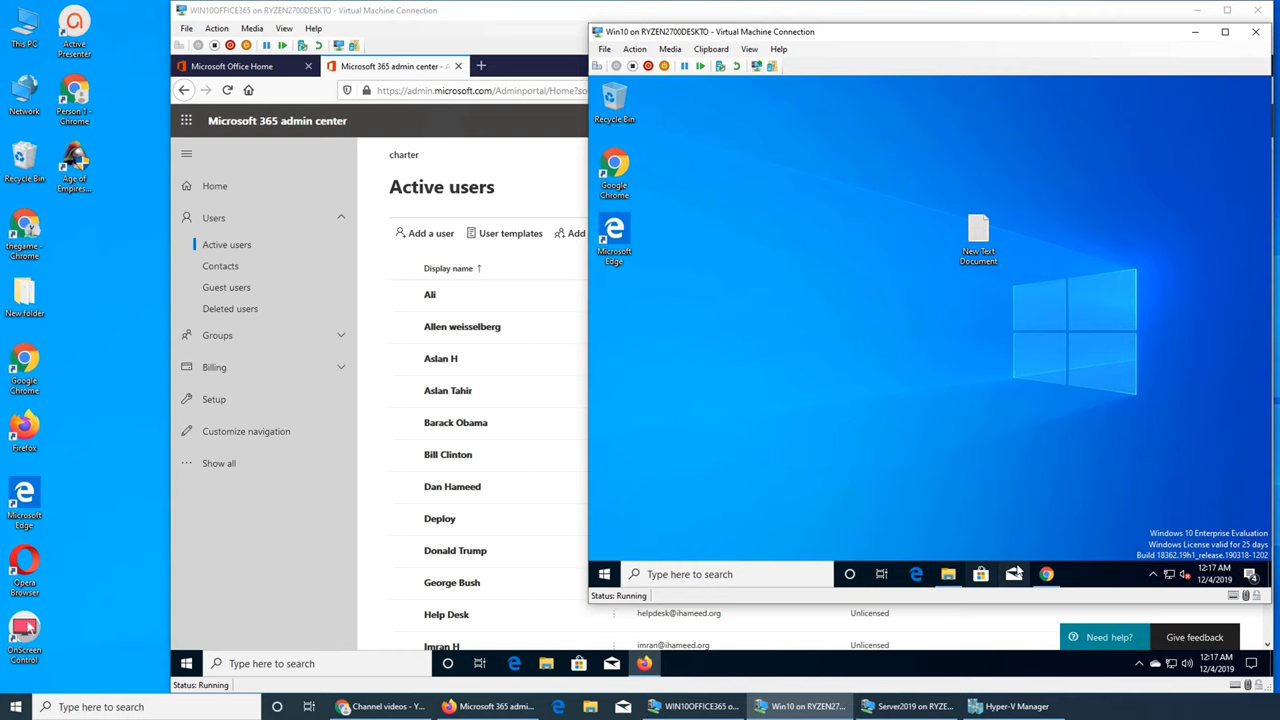 This PC
Active
Presenter
Network
Person 1 -
Chrome
Recycle Bin
Age of
Empires...
thegame -
Chrome
New folder
Google
Chrome
Firefox
Microsoft
Edge
Opera
Browser
OnScreen
Control
WIN10OFFICE365 on RYZEN2700DESKTO - Virtual Machine Connection
File Action Media View Help
Microsoft Office Home
Microsoft 365 admin center - A
https://admin.microsoft.com/Adminportal/Home?so
Microsoft 365 admin center
Home
Users
Active users
Contacts
Guest users
Deleted users
Groups
Billing
Setup
Customize navigation
Show all
charter
Active users
Add a user
User templates
Add
Display name ↑
Ali
Allen weisselberg
Aslan H
Aslan Tahir
Barack Obama
Bill Clinton
Dan Hameed
Deploy
Donald Trump
George Bush
Help Desk helpdesk@ihameed.org Unlicensed
Imran H imran@ihameed.org Unlicensed
Need help?
Give feedback
Type here to search
12:17 AM
12/4/2019
Status: Running
Win10 on RYZEN2700DESKTO - Virtual Machine Connection
File Action Media Clipboard View Help
Recycle Bin
Google
Chrome
Microsoft
Edge
New Text
Document
Windows 10 Enterprise Evaluation
Windows License valid for 25 days
Build 18362.19h1_release.190318-1202
Type here to search
12:17 AM
12/4/2019
4
Status: Running
Type here to search
Channel videos - Y...
Microsoft 365 admi...
WIN10OFFICE365 o...
Win10 on RYZEN27...
Server2019 on RYZE...
Hyper-V Manager